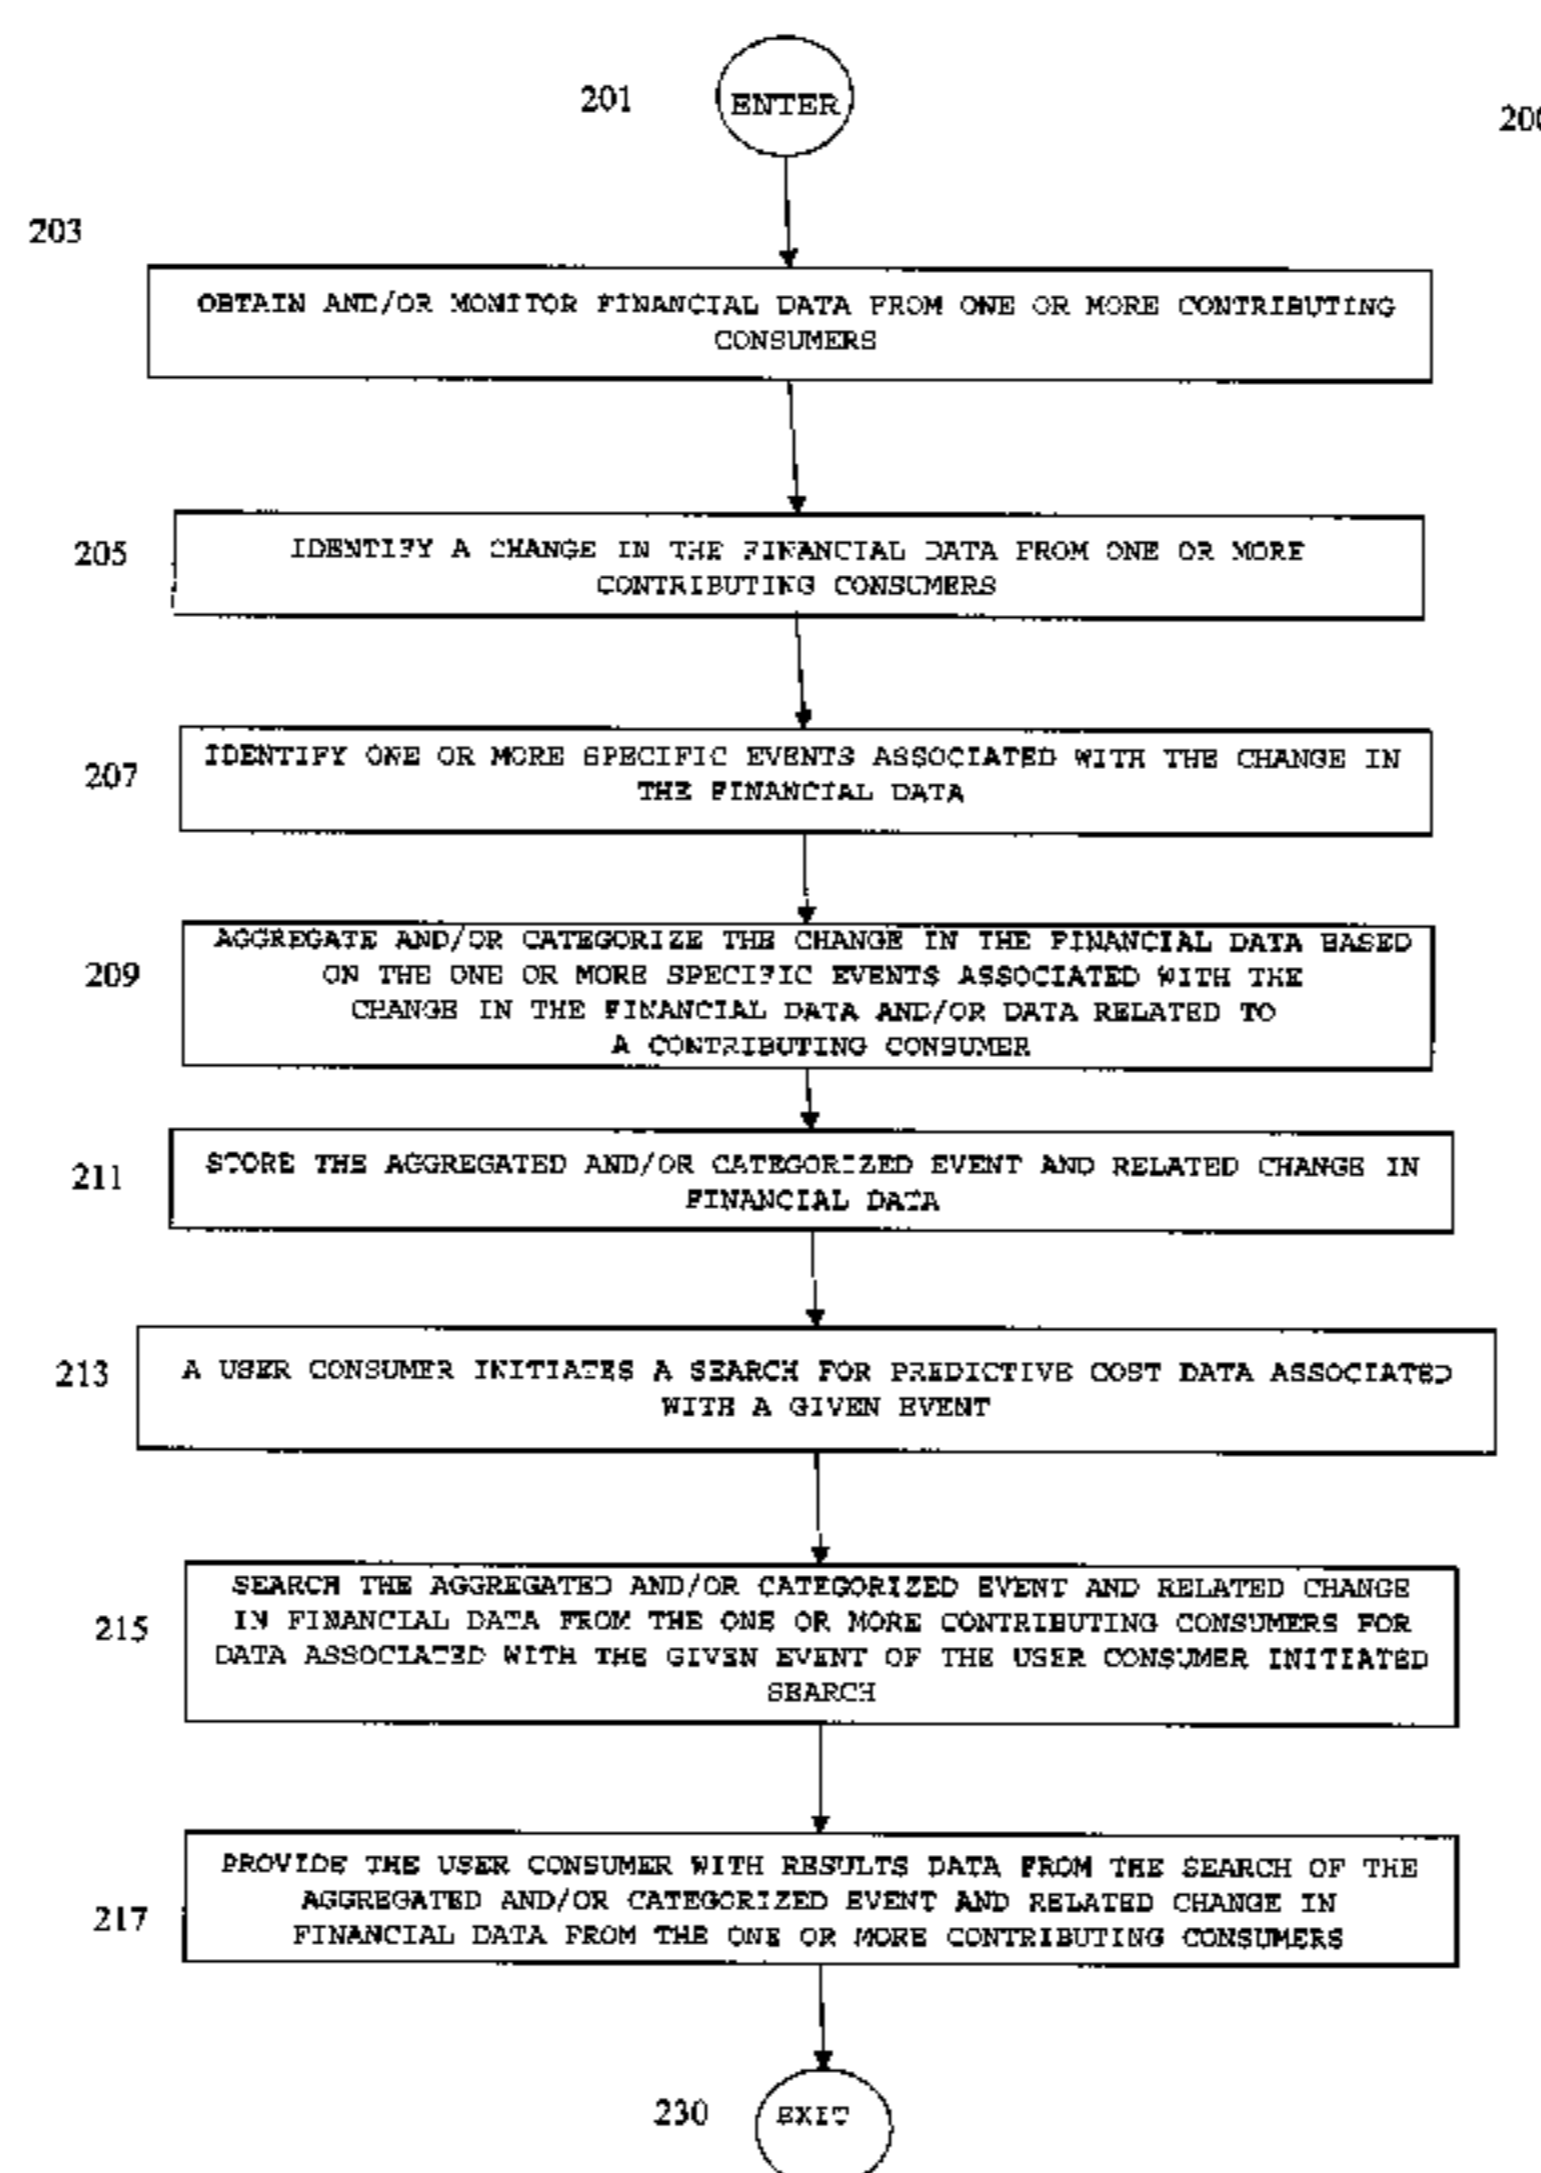 201
ENTER
200
203
OBTAIN AND/OR MONITOR FINANCIAL DATA FROM ONE OR MORE CONTRIBUTING
CONSUMERS
205
IDENTIFY A CHANGE IN THE FINANCIAL DATA FROM ONE OR MORE
CONTRIBUTING CONSUMERS
207
IDENTIFY ONE OR MORE SPECIFIC EVENTS ASSOCIATED WITH THE CHANGE IN
THE FINANCIAL DATA
209
AGGREGATE AND/OR CATEGORIZE THE CHANGE IN THE FINANCIAL DATA BASED
ON THE ONE OR MORE SPECIFIC EVENTS ASSOCIATED WITH THE
CHANGE IN THE FINANCIAL DATA AND/OR DATA RELATED TO
A CONTRIBUTING CONSUMER
211
STORE THE AGGREGATED AND/OR CATEGORIZED EVENT AND RELATED CHANGE IN
FINANCIAL DATA
213
A USER CONSUMER INITIATES A SEARCH FOR PREDICTIVE COST DATA ASSOCIATED
WITH A GIVEN EVENT
215
SEARCH THE AGGREGATED AND/OR CATEGORIZED EVENT AND RELATED CHANGE
IN FINANCIAL DATA FROM THE ONE OR MORE CONTRIBUTING CONSUMERS FOR
DATA ASSOCIATED WITH THE GIVEN EVENT OF THE USER CONSUMER INITIATED
SEARCH
217
PROVIDE THE USER CONSUMER WITH RESULTS DATA FROM THE SEARCH OF THE
AGGREGATED AND/OR CATEGORIZED EVENT AND RELATED CHANGE IN
FINANCIAL DATA FROM THE ONE OR MORE CONTRIBUTING CONSUMERS
230
EXIT